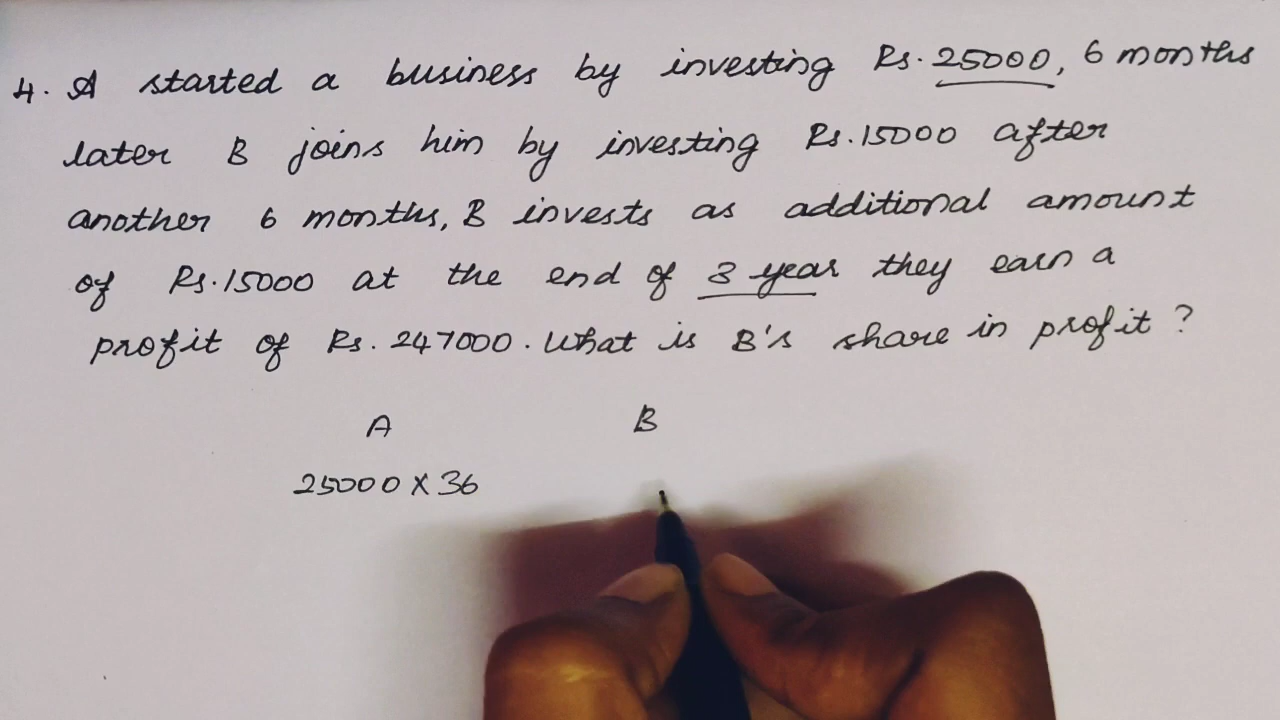 4. A started a business by investing Rs. 25000, 6 months
later B joins him by investing Rs.15000 after
another 6 months, B invests as additional amount
of Rs.15000 at the end of 3 year they earn a
profit of Rs. 247000. What is B's share in profit ?
A B
25000 X 36